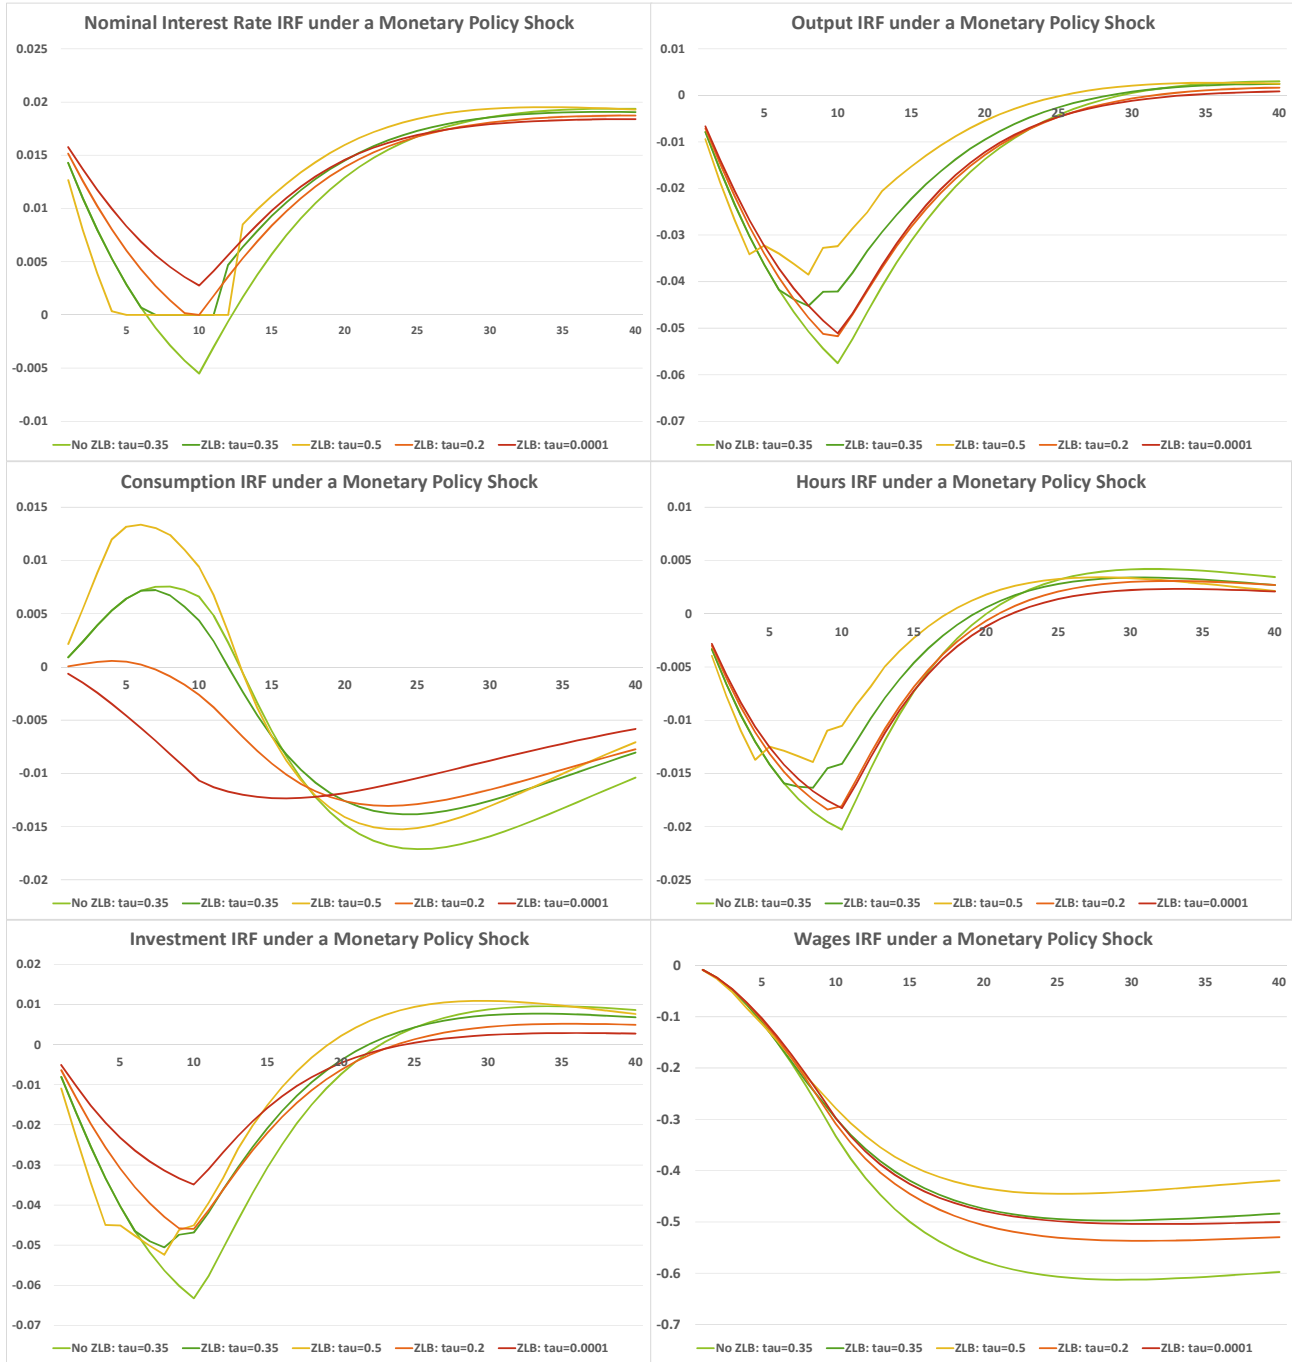 Nominal Interest Rate IRF under a Monetary Policy Shock
0.025
0.02
0.015
0.01
0.005
0
-0.005
-0.01
5 10 15 20 25 30 35 40
No ZLB: tau=0.35 ZLB: tau=0.35 ZLB: tau=0.5 ZLB: tau=0.2 ZLB: tau=0.0001
Output IRF under a Monetary Policy Shock
0.01
0
-0.01
-0.02
-0.03
-0.04
-0.05
-0.06
-0.07
5 10 15 20 25 30 35 40
No ZLB: tau=0.35 ZLB: tau=0.35 ZLB: tau=0.5 ZLB: tau=0.2 ZLB: tau=0.0001
Consumption IRF under a Monetary Policy Shock
0.015
0.01
0.005
0
-0.005
-0.01
-0.015
-0.02
5 10 15 20 25 30 35 40
No ZLB: tau=0.35 ZLB: tau=0.35 ZLB: tau=0.5 ZLB: tau=0.2 ZLB: tau=0.0001
Hours IRF under a Monetary Policy Shock
0.01
0.005
0
-0.005
-0.01
-0.015
-0.02
-0.025
5 10 15 20 25 30 35 40
No ZLB: tau=0.35 ZLB: tau=0.35 ZLB: tau=0.5 ZLB: tau=0.2 ZLB: tau=0.0001
Investment IRF under a Monetary Policy Shock
0.02
0.01
0
-0.01
-0.02
-0.03
-0.04
-0.05
-0.06
-0.07
5 10 15 20 25 30 35 40
No ZLB: tau=0.35 ZLB: tau=0.35 ZLB: tau=0.5 ZLB: tau=0.2 ZLB: tau=0.0001
Wages IRF under a Monetary Policy Shock
0
-0.1
-0.2
-0.3
-0.4
-0.5
-0.6
-0.7
5 10 15 20 25 30 35 40
No ZLB: tau=0.35 ZLB: tau=0.35 ZLB: tau=0.5 ZLB: tau=0.2 ZLB: tau=0.0001